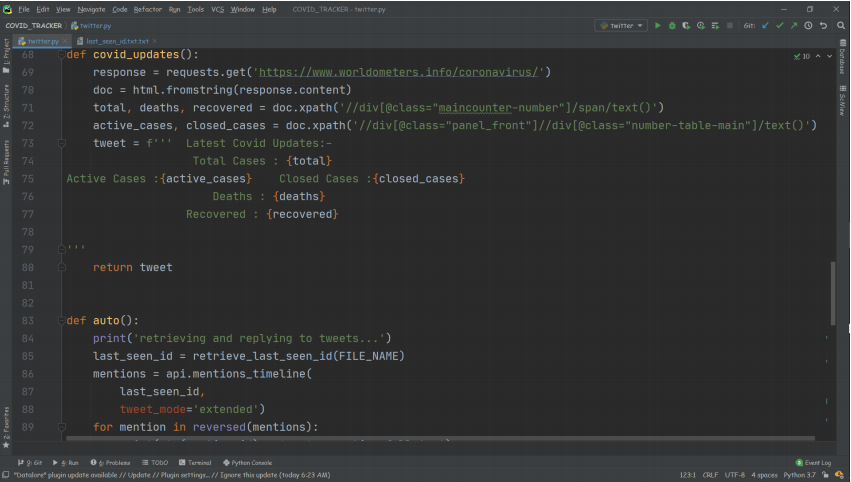 File Edit View Navigate Code Refactor Run Tools VCS Window Help COVID_TRACKER - twitter.py
COVID_TRACKER twitter.py twitter Git:
twitter.py last_seen_id.txt.txt
1: Project
Z: Structure
Pull Requests
2: Favorites
Database
SciView
10
68 def covid_updates():
69 response = requests.get('https://www.worldometers.info/coronavirus/')
70 doc = html.fromstring(response.content)
71 total, deaths, recovered = doc.xpath('//div[@class="maincounter-number"]/span/text()')
72 active_cases, closed_cases = doc.xpath('//div[@class="panel_front"]//div[@class="number-table-main"]/text()')
73 tweet = f''' Latest Covid Updates:-
74 Total Cases : {total}
75 Active Cases :{active_cases} Closed Cases :{closed_cases}
76 Deaths : {deaths}
77 Recovered : {recovered}
78
79 '''
80 return tweet
81
82
83 def auto():
84 print('retrieving and replying to tweets...')
85 last_seen_id = retrieve_last_seen_id(FILE_NAME)
86 mentions = api.mentions_timeline(
87 last_seen_id,
88 tweet_mode='extended')
89 for mention in reversed(mentions):
9: Git 4: Run 6: Problems TODO Terminal Python Console Event Log
"Datalore" plugin update available // Update // Plugin settings... // Ignore this update (today 6:23 AM) 123:1 CRLF UTF-8 4 spaces Python 3.7